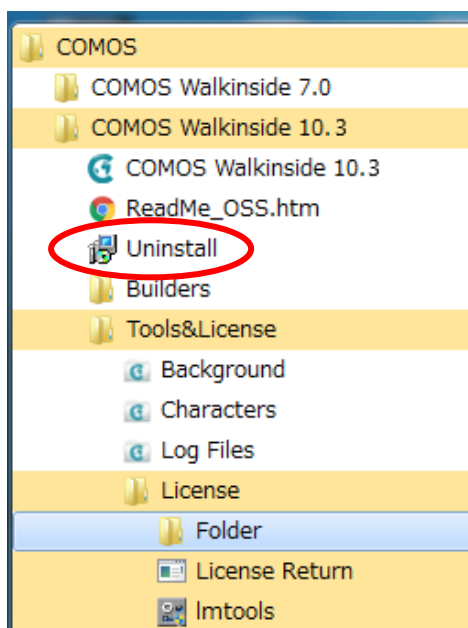 COMOS
COMOS Walkinside 7.0
COMOS Walkinside 10.3
COMOS Walkinside 10.3
ReadMe_OSS.htm
Uninstall
Builders
Tools&License
Background
Characters
Log Files
License
Folder
License Return
lmtools